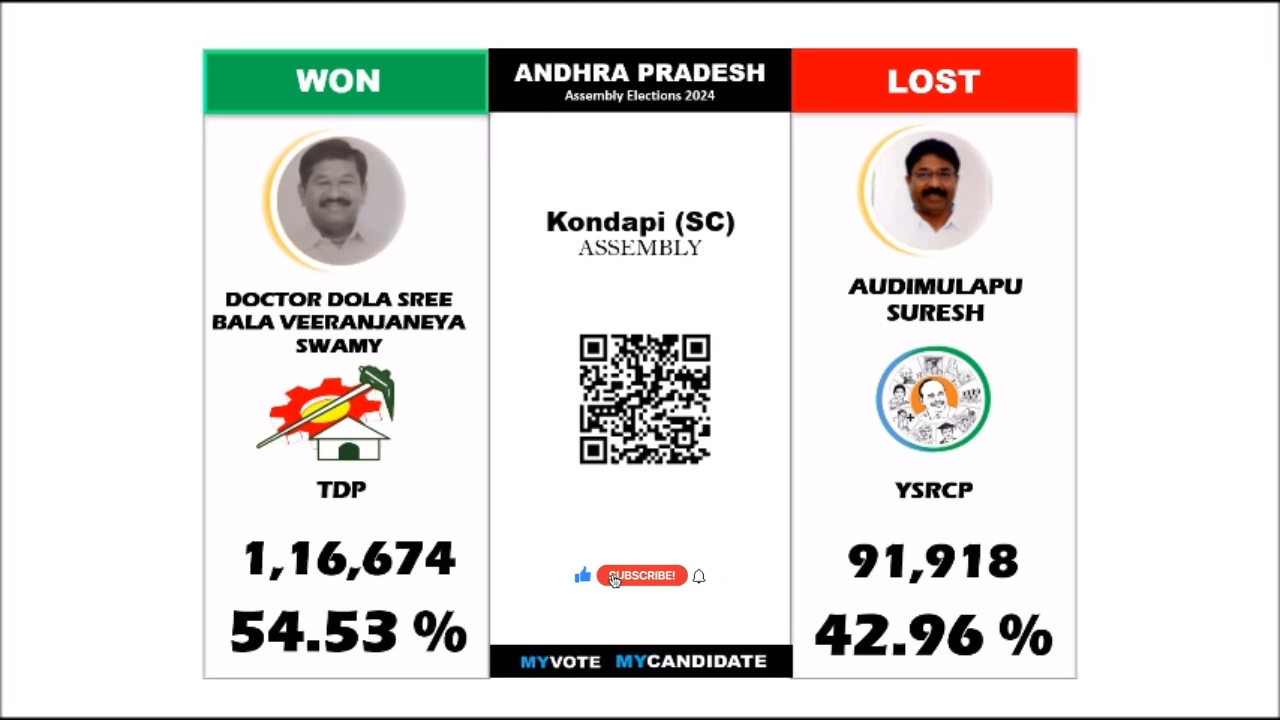 WON
DOCTOR DOLA SREE
BALA VEERANJANEYA
SWAMY
TDP
1,16,674
54.53 %
ANDHRA PRADESH
Assembly Elections 2024
Kondapi (SC)
ASSEMBLY
SUBSCRIBE!
MYVOTE MYCANDIDATE
LOST
AUDIMULAPU
SURESH
YSRCP
91,918
42.96 %